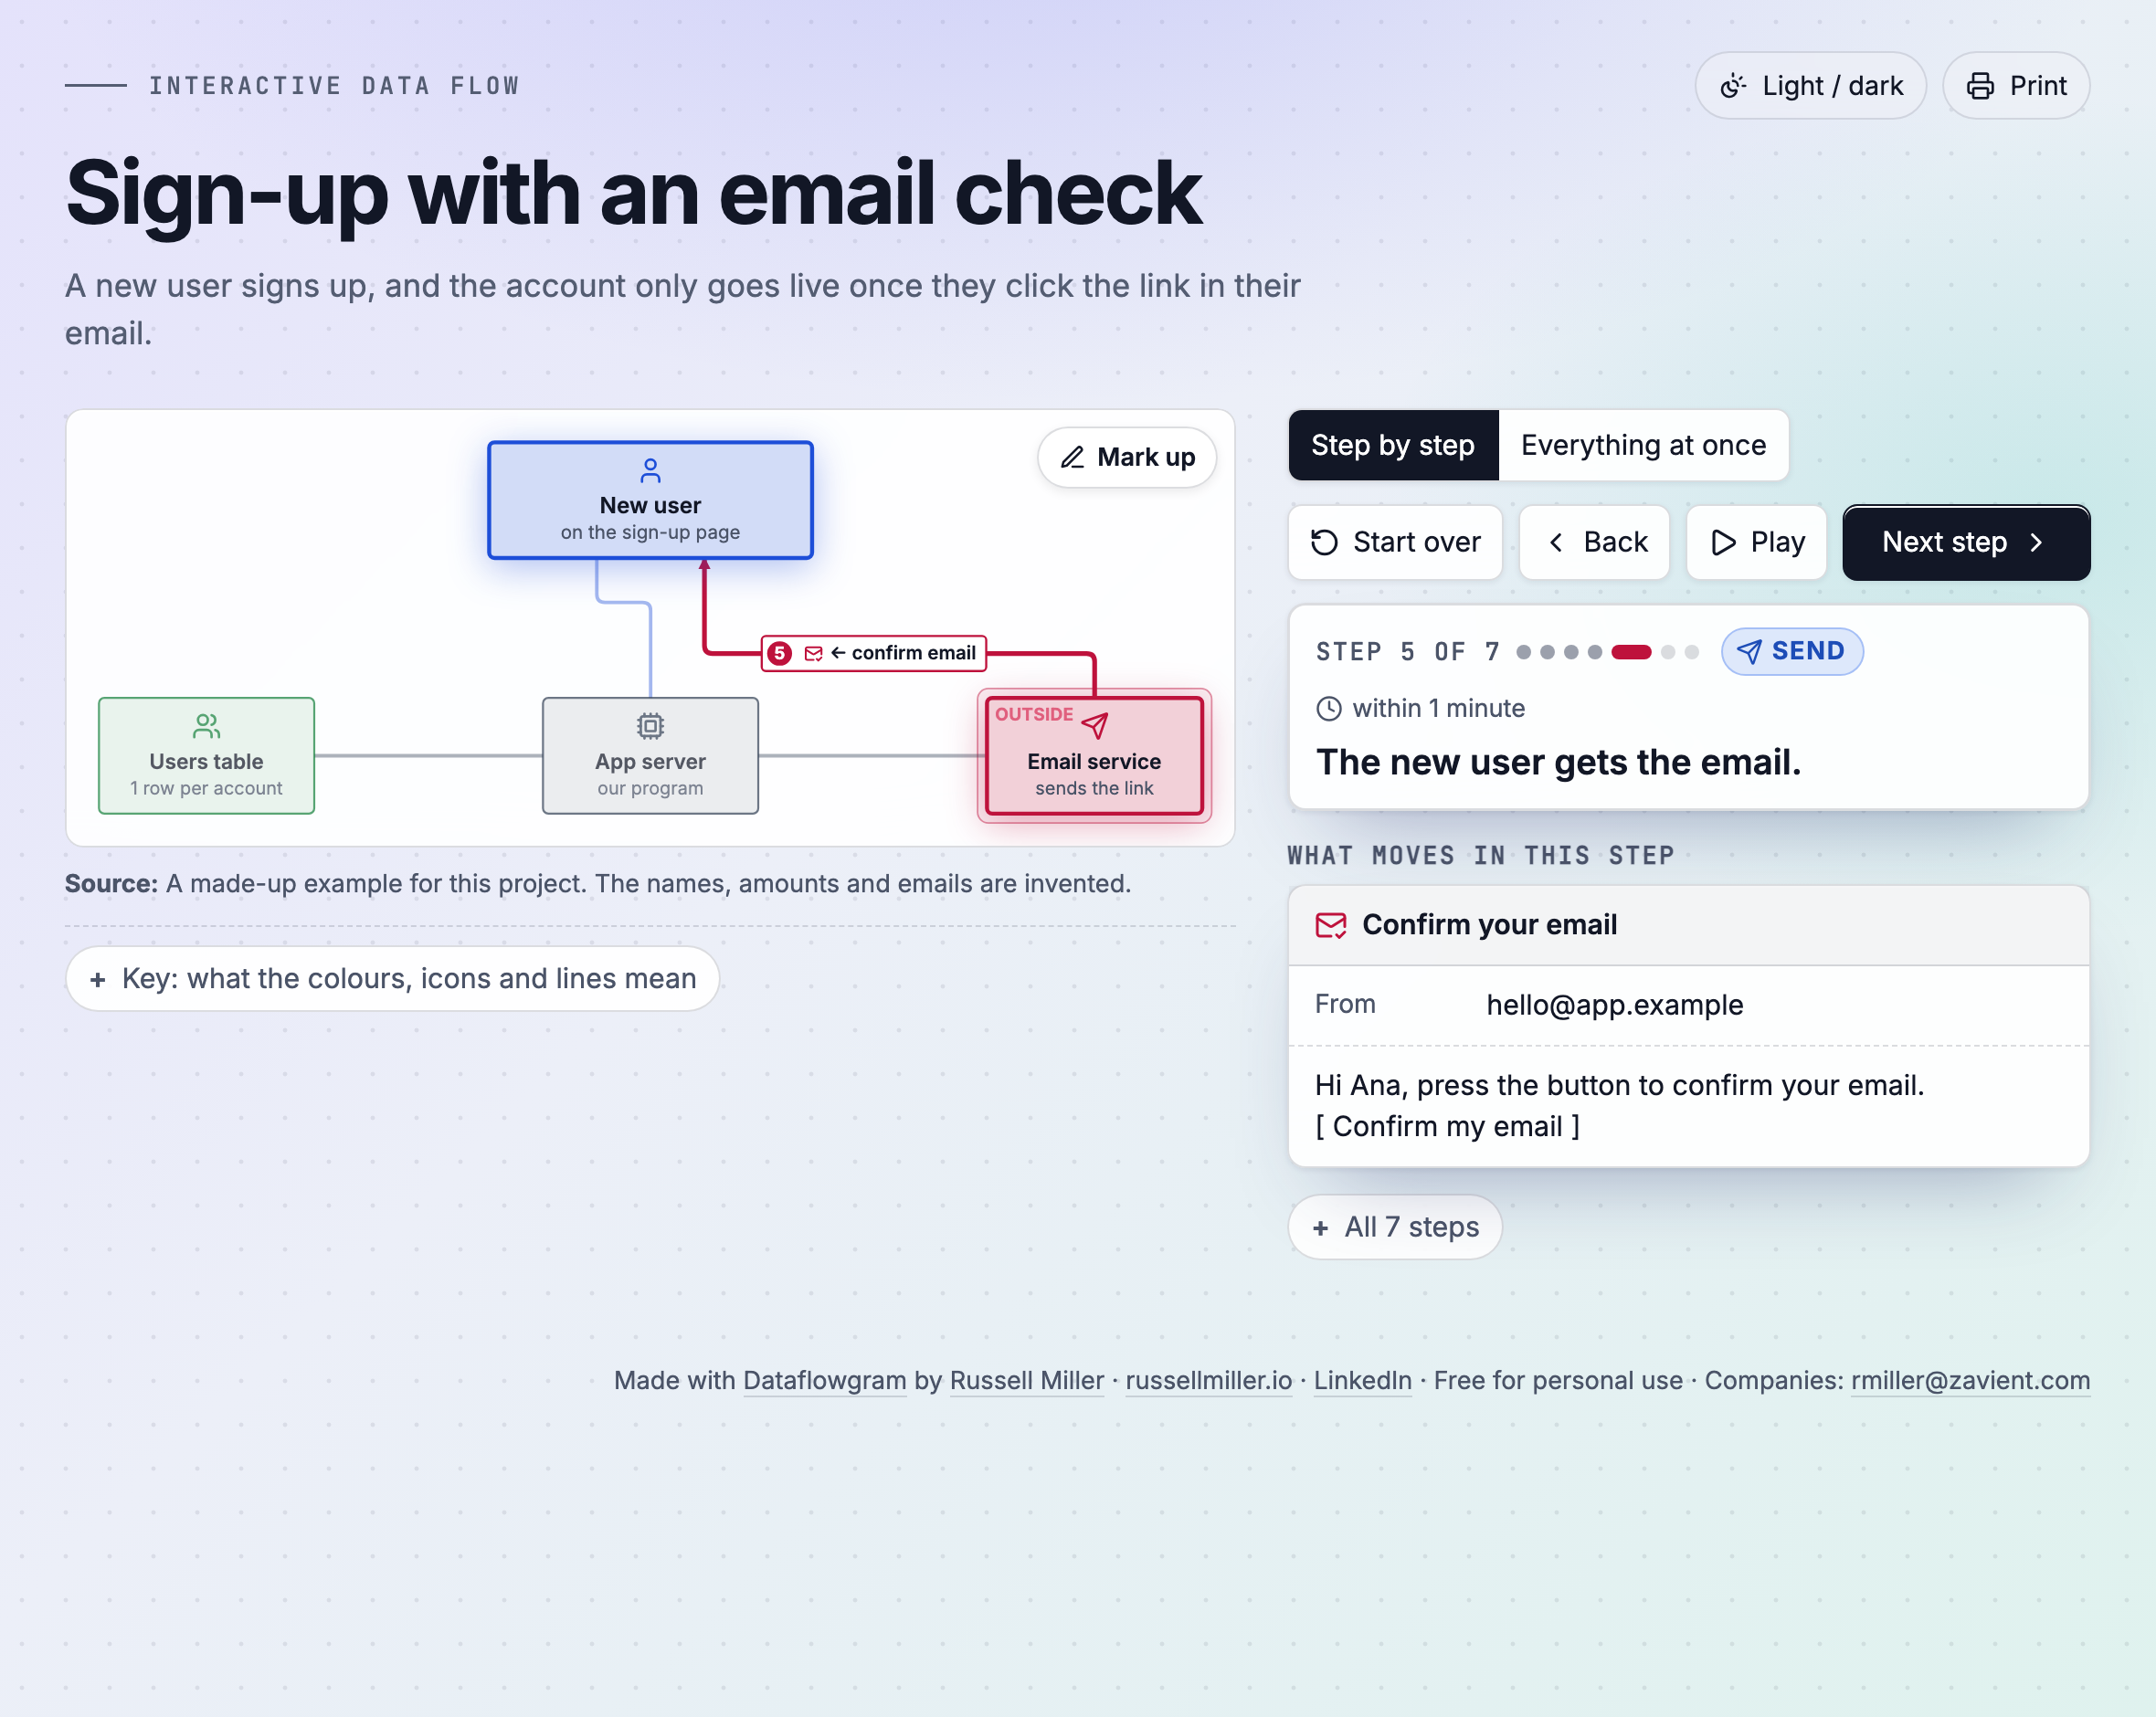 INTERACTIVE DATA FLOW
Light / dark
Print
Sign-up with an email check
A new user signs up, and the account only goes live once they click the link in their
email.
Mark up
New user
on the sign-up page
5 ← confirm email
Users table
1 row per account
App server
our program
OUTSIDE
Email service
sends the link
Source: A made-up example for this project. The names, amounts and emails are invented.
+ Key: what the colours, icons and lines mean
Step by step
Everything at once
Start over
Back
Play
Next step
STEP 5 OF 7
SEND
within 1 minute
The new user gets the email.
WHAT MOVES IN THIS STEP
Confirm your email
From hello@app.example
Hi Ana, press the button to confirm your email.
[ Confirm my email ]
+ All 7 steps
Made with Dataflowgram by Russell Miller · russellmiller.io · LinkedIn · Free for personal use · Companies: rmiller@zavient.com